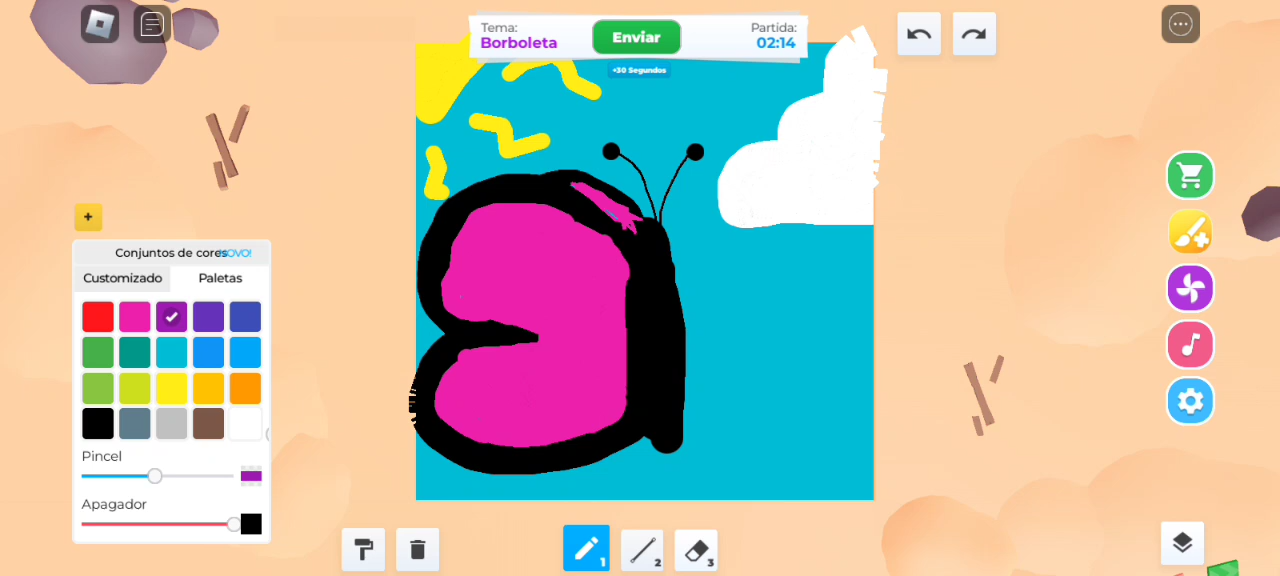 Tema:
Borboleta
Enviar
Partida:
02:14
+30 Segundos
+
Conjuntos de cores
NOVO!
Customizado
Paletas
Pincel
Apagador
1
2
3